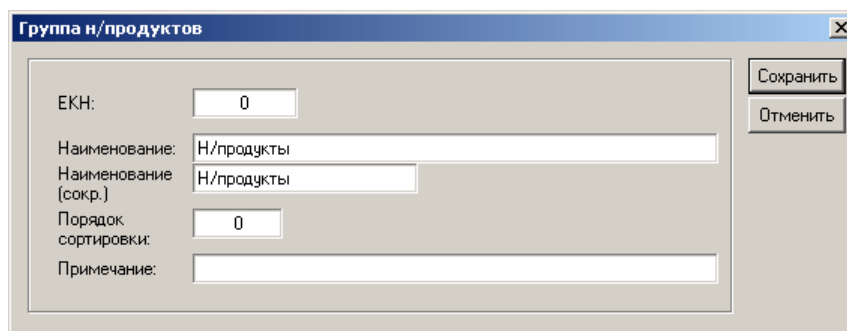 Группа н/продуктов
Сохранить
ЕКН: 0
Отменить
Наименование: Н/продукты
Наименование (сокр.) Н/продукты
Порядок сортировки: 0
Примечание: